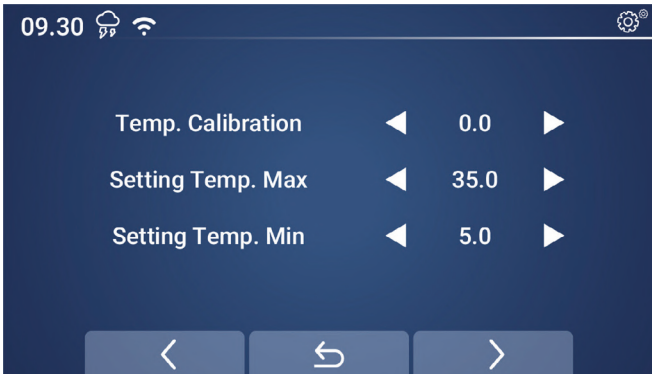 09.30
Temp. Calibration 0.0
Setting Temp. Max 35.0
Setting Temp. Min 5.0